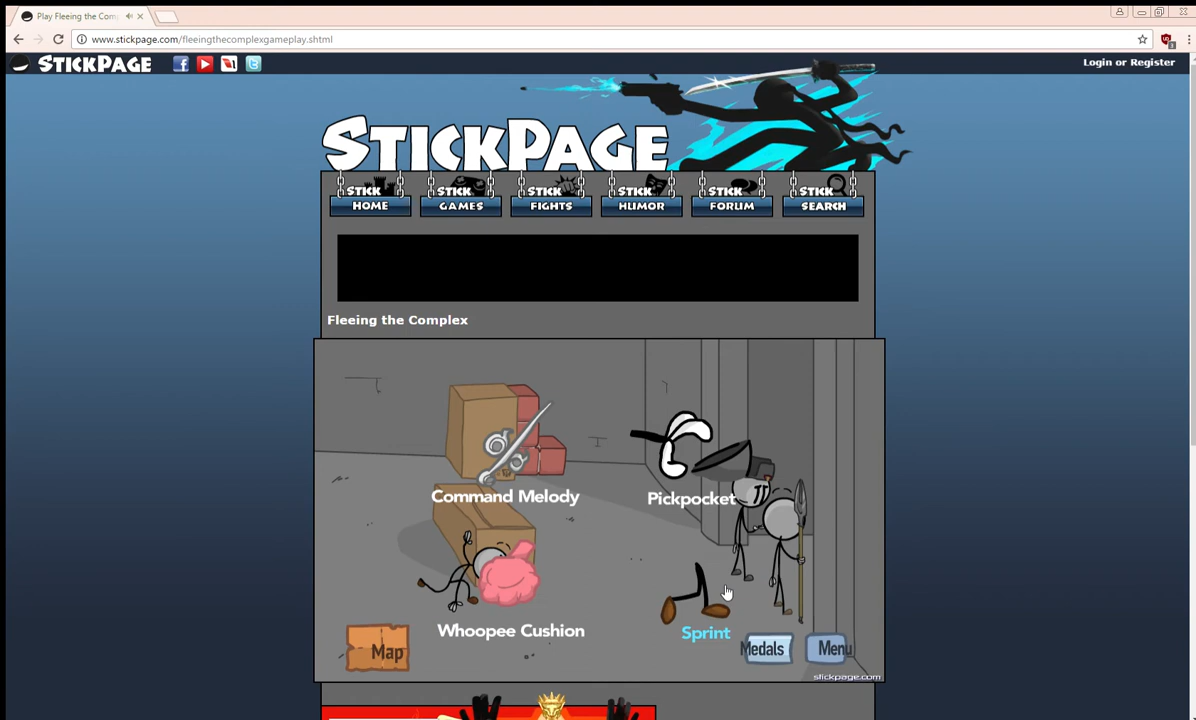 Play Fleeing the Com
www.stickpage.com/fleeingthecomplexgameplay.shtml
STICKPAGE
Login or Register
STICKPAGE
STICK HOME
STICK GAMES
STICK FIGHTS
STICK HUMOR
STICK FORUM
STICK SEARCH
Fleeing the Complex
Command Melody
Pickpocket
Whoopee Cushion
Sprint
Map
Medals
Menu
stickpage.com